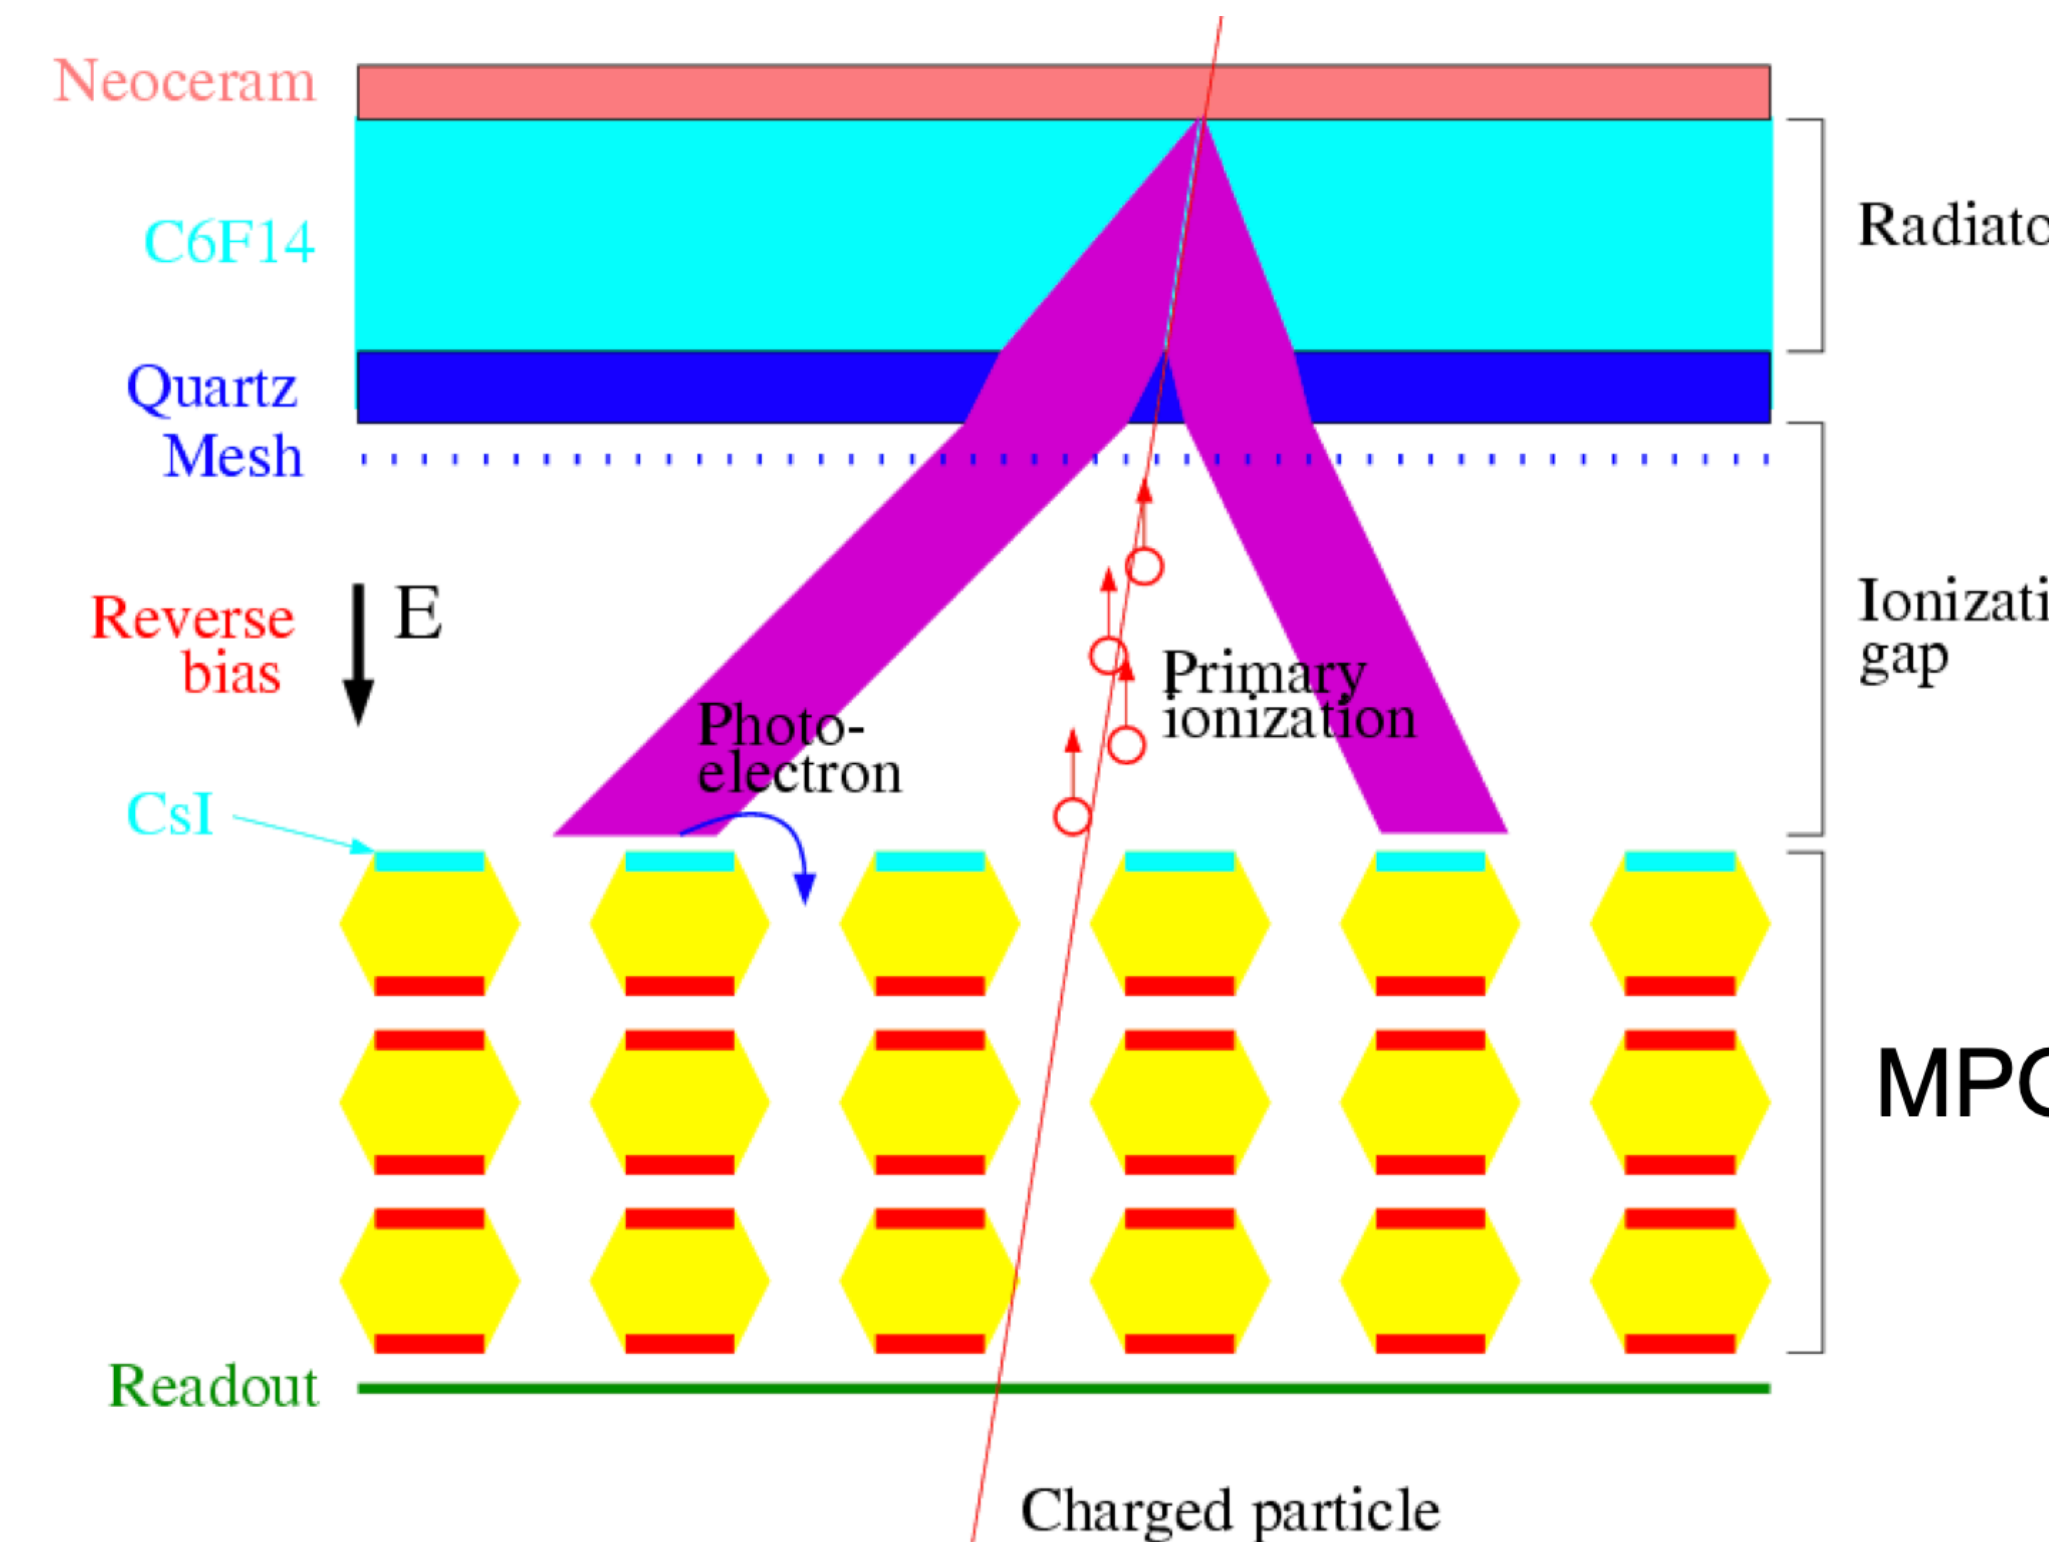 Neoceram
C6F14
Radiato
Quartz
Mesh
Reverse
bias
E
Ionizati
gap
Primary
ionization
Photo-
electron
CsI
MPC
Readout
Charged particle